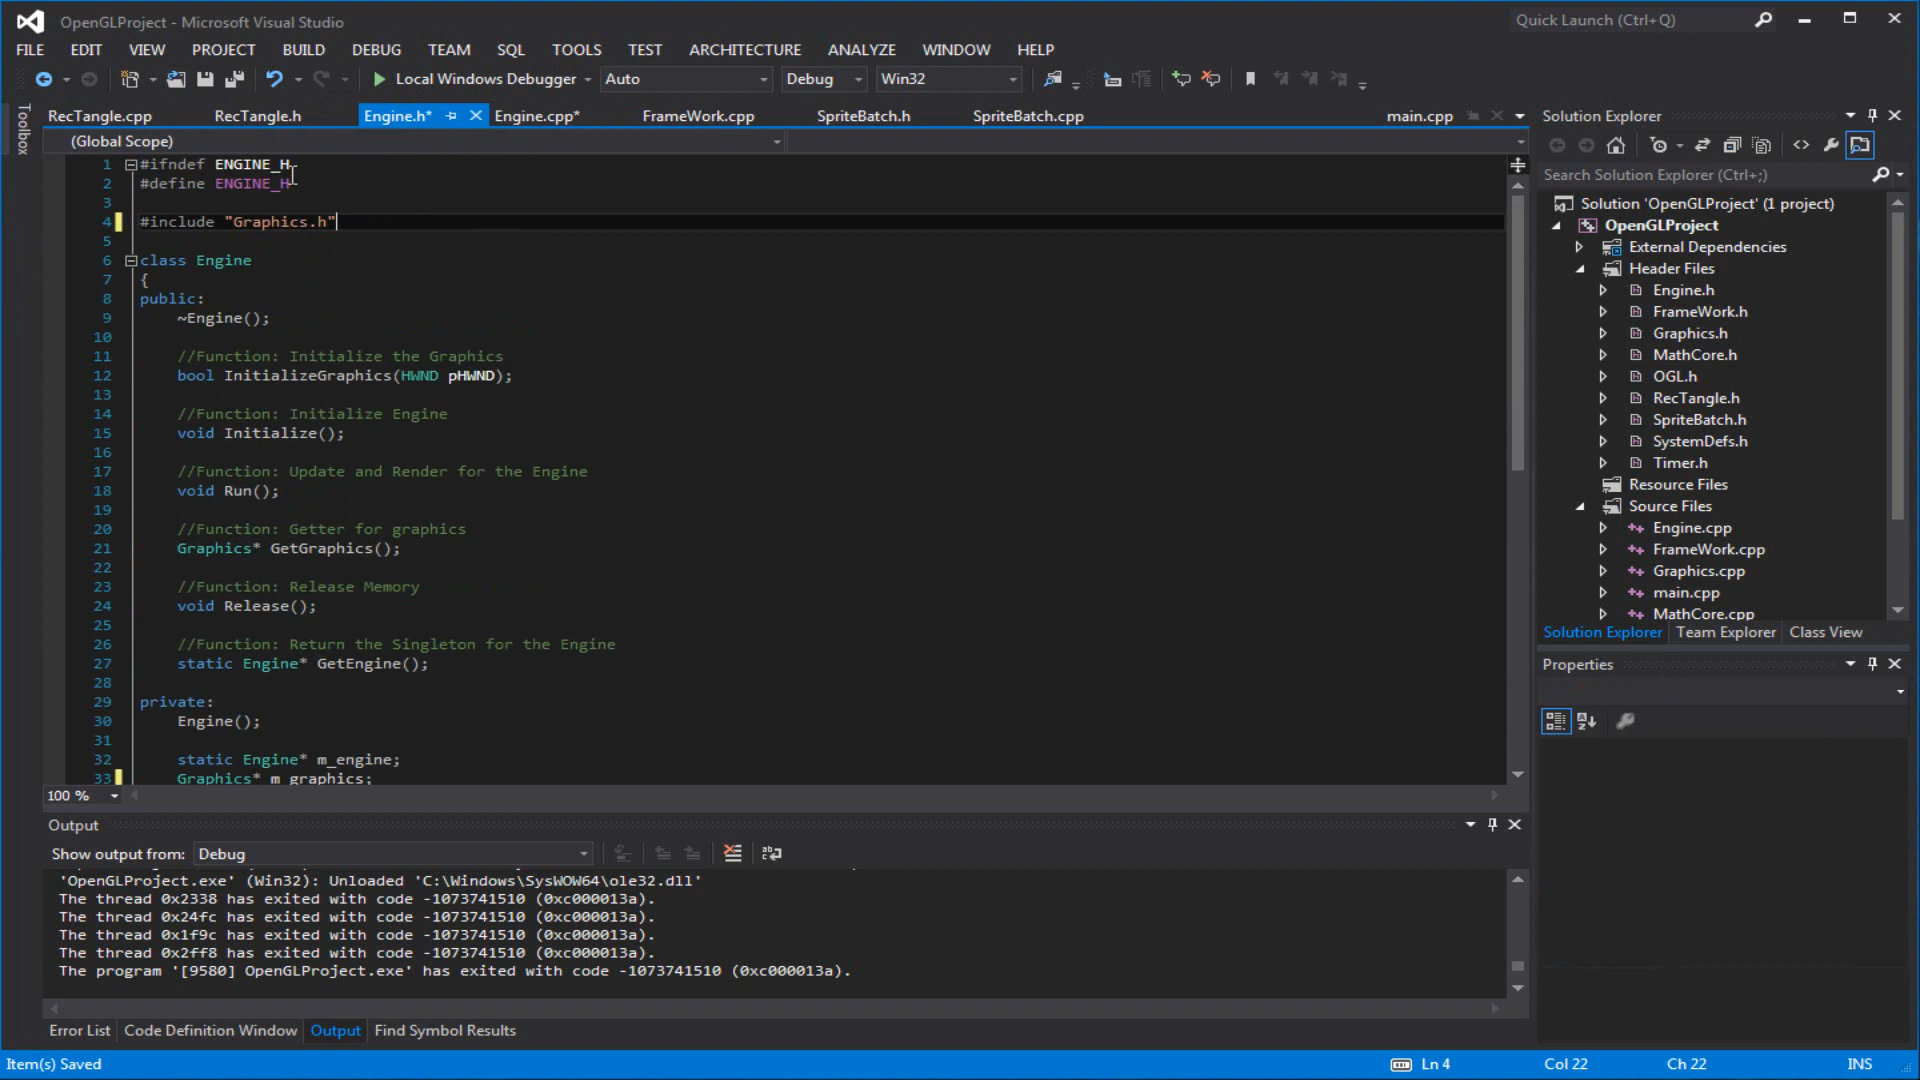 OpenGLProject - Microsoft Visual Studio
Quick Launch (Ctrl+Q)
FILE EDIT VIEW PROJECT BUILD DEBUG TEAM SQL TOOLS TEST ARCHITECTURE ANALYZE WINDOW HELP
Local Windows Debugger Auto Debug Win32
Toolbox
RecTangle.cpp RecTangle.h Engine.h* Engine.cpp* FrameWork.cpp SpriteBatch.h SpriteBatch.cpp main.cpp
(Global Scope)
1 #ifndef ENGINE_H
2 #define ENGINE_H
3
4 #include "Graphics.h"
5
6 class Engine
7 {
8 public:
9 ~Engine();
10
11 //Function: Initialize the Graphics
12 bool InitializeGraphics(HWND pHWND);
13
14 //Function: Initialize Engine
15 void Initialize();
16
17 //Function: Update and Render for the Engine
18 void Run();
19
20 //Function: Getter for graphics
21 Graphics* GetGraphics();
22
23 //Function: Release Memory
24 void Release();
25
26 //Function: Return the Singleton for the Engine
27 static Engine* GetEngine();
28
29 private:
30 Engine();
31
32 static Engine* m_engine;
33 Graphics* m_graphics;
100 %
Output
Show output from: Debug
'OpenGLProject.exe' (Win32): Unloaded 'C:\Windows\SysWOW64\ole32.dll'
The thread 0x2338 has exited with code -1073741510 (0xc000013a).
The thread 0x24fc has exited with code -1073741510 (0xc000013a).
The thread 0x1f9c has exited with code -1073741510 (0xc000013a).
The thread 0x2ff8 has exited with code -1073741510 (0xc000013a).
The program '[9580] OpenGLProject.exe' has exited with code -1073741510 (0xc000013a).
Error List Code Definition Window Output Find Symbol Results
Solution Explorer
Search Solution Explorer (Ctrl+;)
Solution 'OpenGLProject' (1 project)
OpenGLProject
External Dependencies
Header Files
Engine.h
FrameWork.h
Graphics.h
MathCore.h
OGL.h
RecTangle.h
SpriteBatch.h
SystemDefs.h
Timer.h
Resource Files
Source Files
Engine.cpp
FrameWork.cpp
Graphics.cpp
main.cpp
MathCore.cpp
Solution Explorer Team Explorer Class View
Properties
Item(s) Saved Ln 4 Col 22 Ch 22 INS